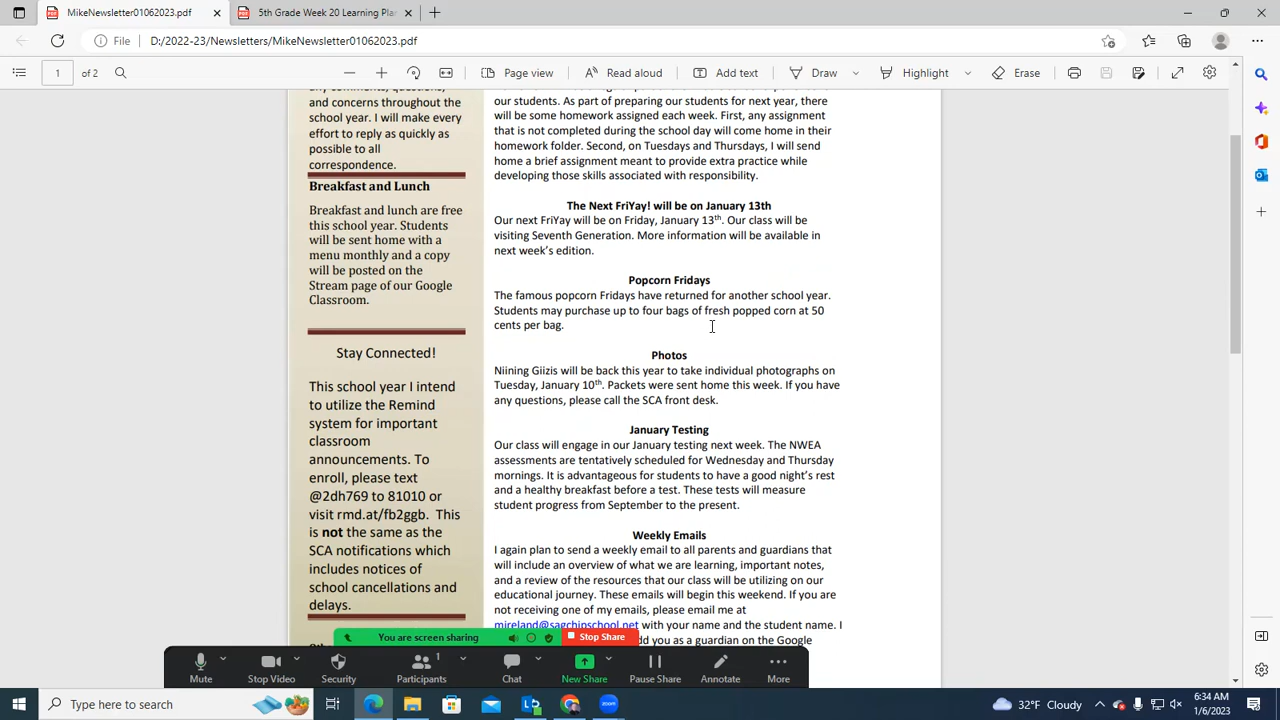 MikeNewsletter01062023.pdf
5th Grade Week 20 Learning Pla
File
D:/2022-23/Newsletters/MikeNewsletter01062023.pdf
1
of 2
Page view
Read aloud
Add text
Draw
Highlight
Erase
and concerns throughout the
school year. I will make every
effort to reply as quickly as
possible to all
correspondence.
Breakfast and Lunch
Breakfast and lunch are free
this school year. Students
will be sent home with a
menu monthly and a copy
will be posted on the
Stream page of our Google
Classroom.
Stay Connected!
This school year I intend
to utilize the Remind
system for important
classroom
announcements. To
enroll, please text
@2dh769 to 81010 or
visit rmd.at/fb2ggb. This
is not the same as the
SCA notifications which
includes notices of
school cancellations and
delays.
our students. As part of preparing our students for next year, there
will be some homework assigned each week. First, any assignment
that is not completed during the school day will come home in their
homework folder. Second, on Tuesdays and Thursdays, I will send
home a brief assignment meant to provide extra practice while
developing those skills associated with responsibility.
The Next FriYay! will be on January 13th
Our next FriYay will be on Friday, January 13th. Our class will be
visiting Seventh Generation. More information will be available in
next week's edition.
Popcorn Fridays
The famous popcorn Fridays have returned for another school year.
Students may purchase up to four bags of fresh popped corn at 50
cents per bag.
Photos
Niining Giizis will be back this year to take individual photographs on
Tuesday, January 10th. Packets were sent home this week. If you have
any questions, please call the SCA front desk.
January Testing
Our class will engage in our January testing next week. The NWEA
assessments are tentatively scheduled for Wednesday and Thursday
mornings. It is advantageous for students to have a good night's rest
and a healthy breakfast before a test. These tests will measure
student progress from September to the present.
Weekly Emails
I again plan to send a weekly email to all parents and guardians that
will include an overview of what we are learning, important notes,
and a review of the resources that our class will be utilizing on our
educational journey. These emails will begin this weekend. If you are
not receiving one of my emails, please email me at
mireland@sagchipschool.net with your name and the student name. I
you as a guardian on the Google
You are screen sharing
Stop Share
Mute
Stop Video
Security
Participants
1
Chat
New Share
Pause Share
Annotate
More
Type here to search
32°F Cloudy
6:34 AM
1/6/2023